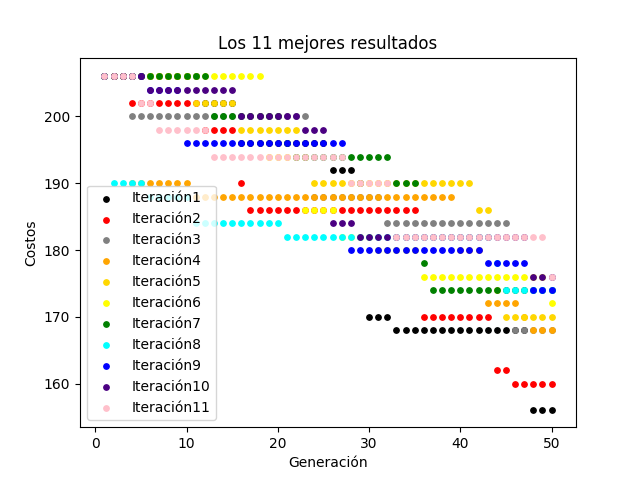 Los 11 mejores resultados
Costos
200
190
180
170
160
Iteración1
Iteración2
Iteración3
Iteración4
Iteración5
Iteración6
Iteración7
Iteración8
Iteración9
Iteración10
Iteración11
0 10 20 30 40 50
Generación